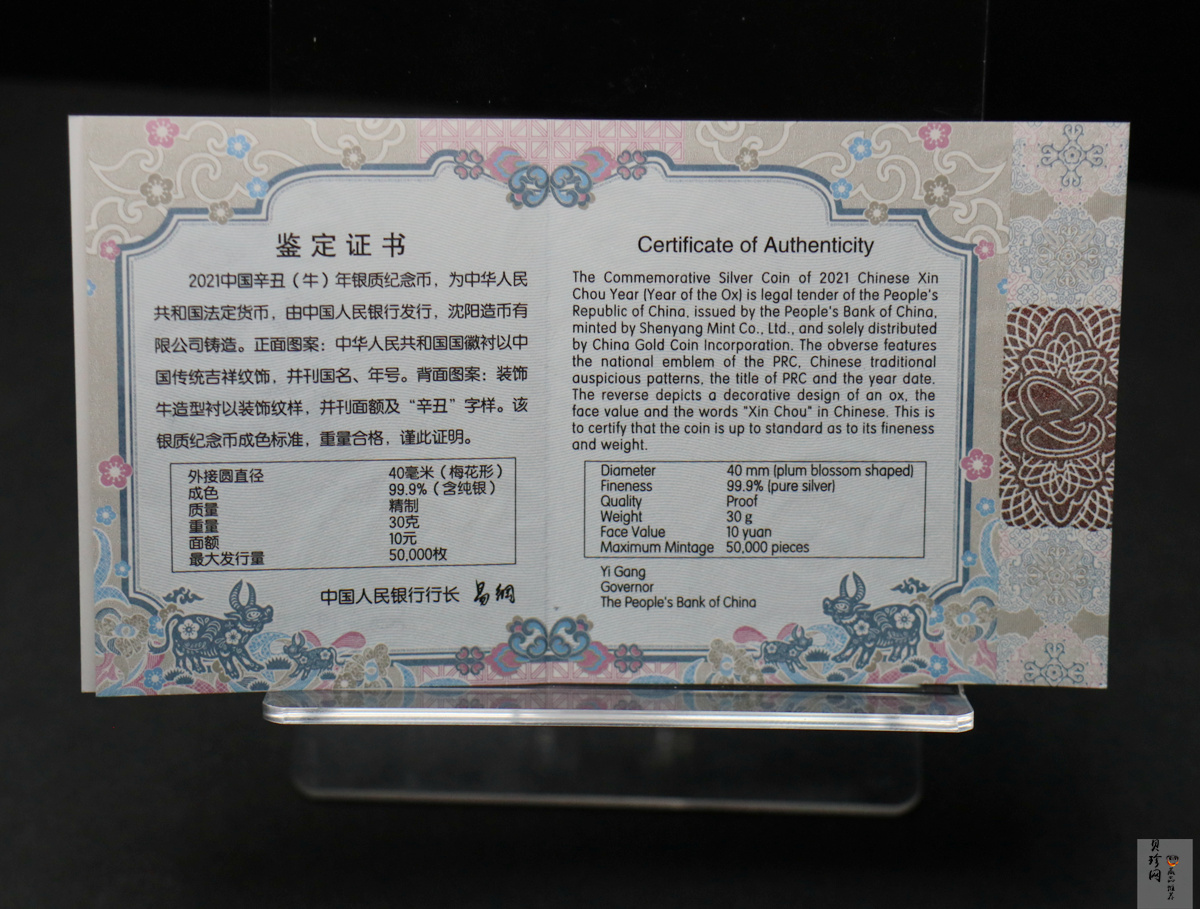 鉴定证书
2021中国辛丑（牛）年银质纪念币，为中华人民
共和国法定货币，由中国人民银行发行，沈阳造币有
限公司铸造。正面图案：中华人民共和国国徽衬以中
国传统吉祥纹饰，并刊国名、年号。背面图案：装饰
牛造型衬以装饰纹样，并刊面额及“辛丑”字样。该
银质纪念币成色标准，重量合格，谨此证明。
外接圆直径 40毫米（梅花形）
成色 99.9%（含纯银）
质量 精制
重量 30克
面额 10元
最大发行量 50,000枚
中国人民银行行长 易纲
Certificate of Authenticity
The Commemorative Silver Coin of 2021 Chinese Xin
Chou Year (Year of the Ox) is legal tender of the People's
Republic of China, issued by the People's Bank of China,
minted by Shenyang Mint Co., Ltd., and solely distributed
by China Gold Coin Incorporation. The obverse features
the national emblem of the PRC, Chinese traditional
auspicious patterns, the title of PRC and the year date.
The reverse depicts a decorative design of an ox, the
face value and the words "Xin Chou" in Chinese. This is
to certify that the coin is up to standard as to its fineness
and weight.
Diameter 40 mm (plum blossom shaped)
Fineness 99.9% (pure silver)
Quality Proof
Weight 30 g
Face Value 10 yuan
Maximum Mintage 50,000 pieces
Yi Gang
Governor
The People's Bank of China
贝珍网